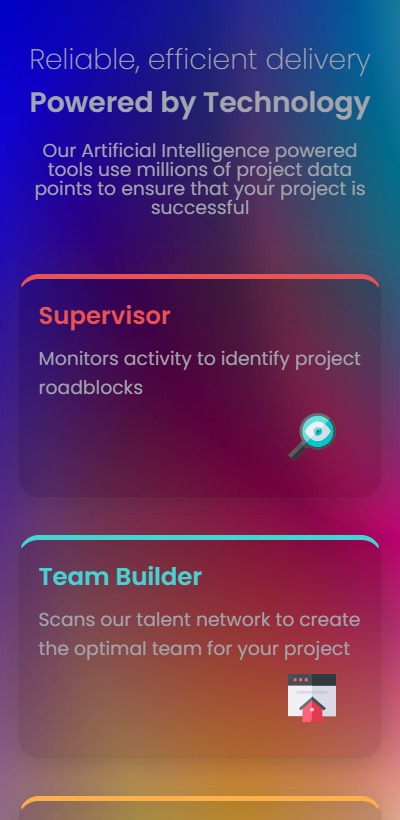 Reliable, efficient delivery
Powered by Technology
Our Artificial Intelligence powered
tools use millions of project data
points to ensure that your project is
successful
Supervisor
Monitors activity to identify project
roadblocks
Team Builder
Scans our talent network to create
the optimal team for your project